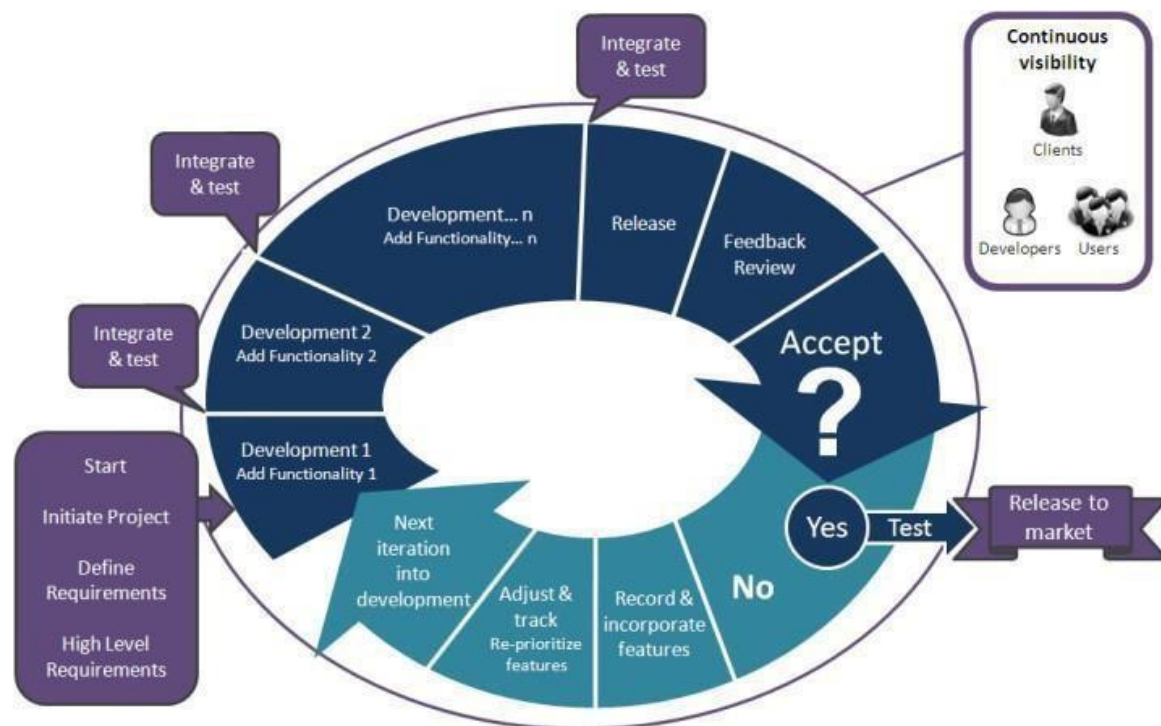 Start
Initiate Project
Define
Requirements
High Level
Requirements
Development 1
Add Functionality 1
Integrate
& test
Development 2
Add Functionality 2
Integrate
& test
Development... n
Add Functionality... n
Integrate
& test
Release
Feedback
Review
Accept
?
Yes
Test
Release to
market
No
Record &
incorporate
features
Adjust &
track
Re-prioritize
features
Next
iteration
into
development
Continuous
visibility
Clients
Developers
Users